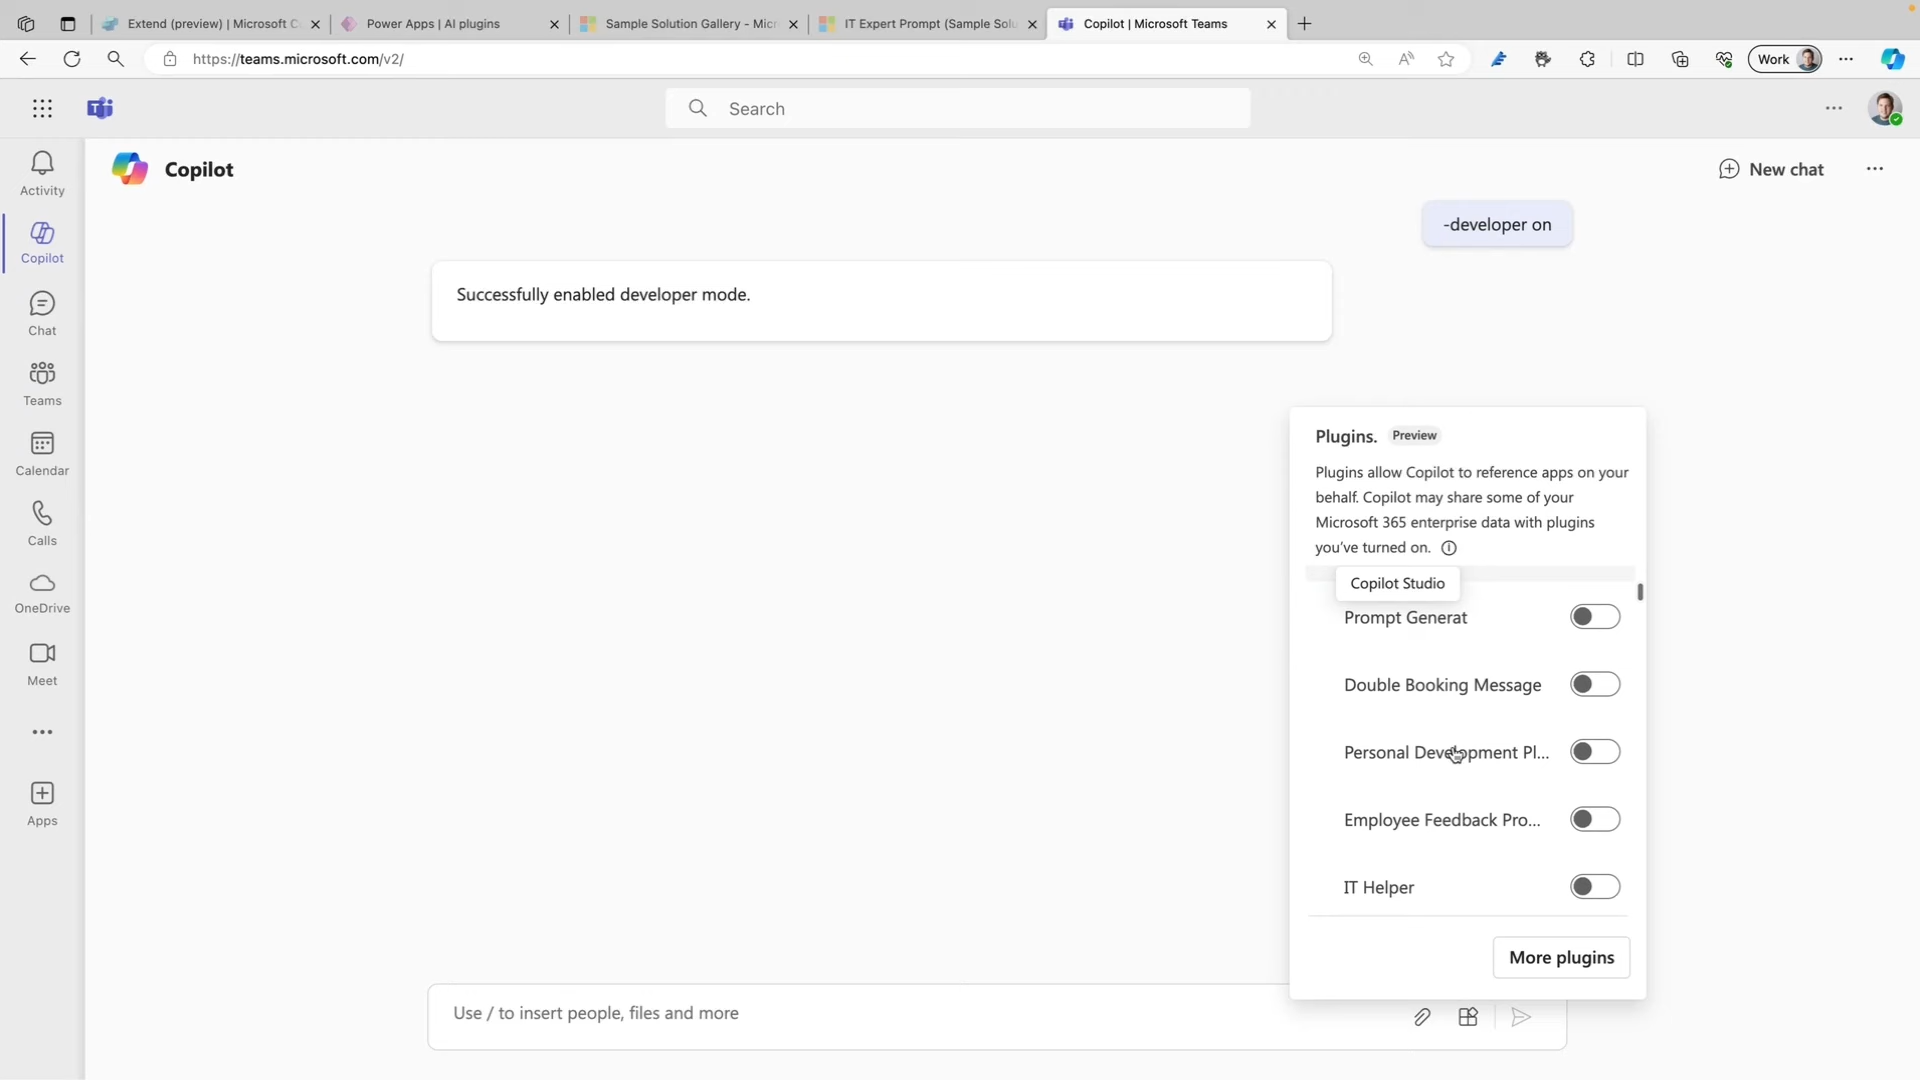 Extend (preview) | Microsoft Co
Power Apps | AI plugins
Sample Solution Gallery - Micr
IT Expert Prompt (Sample Solu
Copilot | Microsoft Teams
https://teams.microsoft.com/v2/
Work
Search
Activity
Copilot
Chat
Teams
Calendar
Calls
OneDrive
Meet
Apps
Copilot
New chat
-developer on
Successfully enabled developer mode.
Plugins. Preview
Plugins allow Copilot to reference apps on your
behalf. Copilot may share some of your
Microsoft 365 enterprise data with plugins
you've turned on.
Copilot Studio
Prompt Generat
Double Booking Message
Personal Development Pl...
Employee Feedback Pro...
IT Helper
More plugins
Use / to insert people, files and more